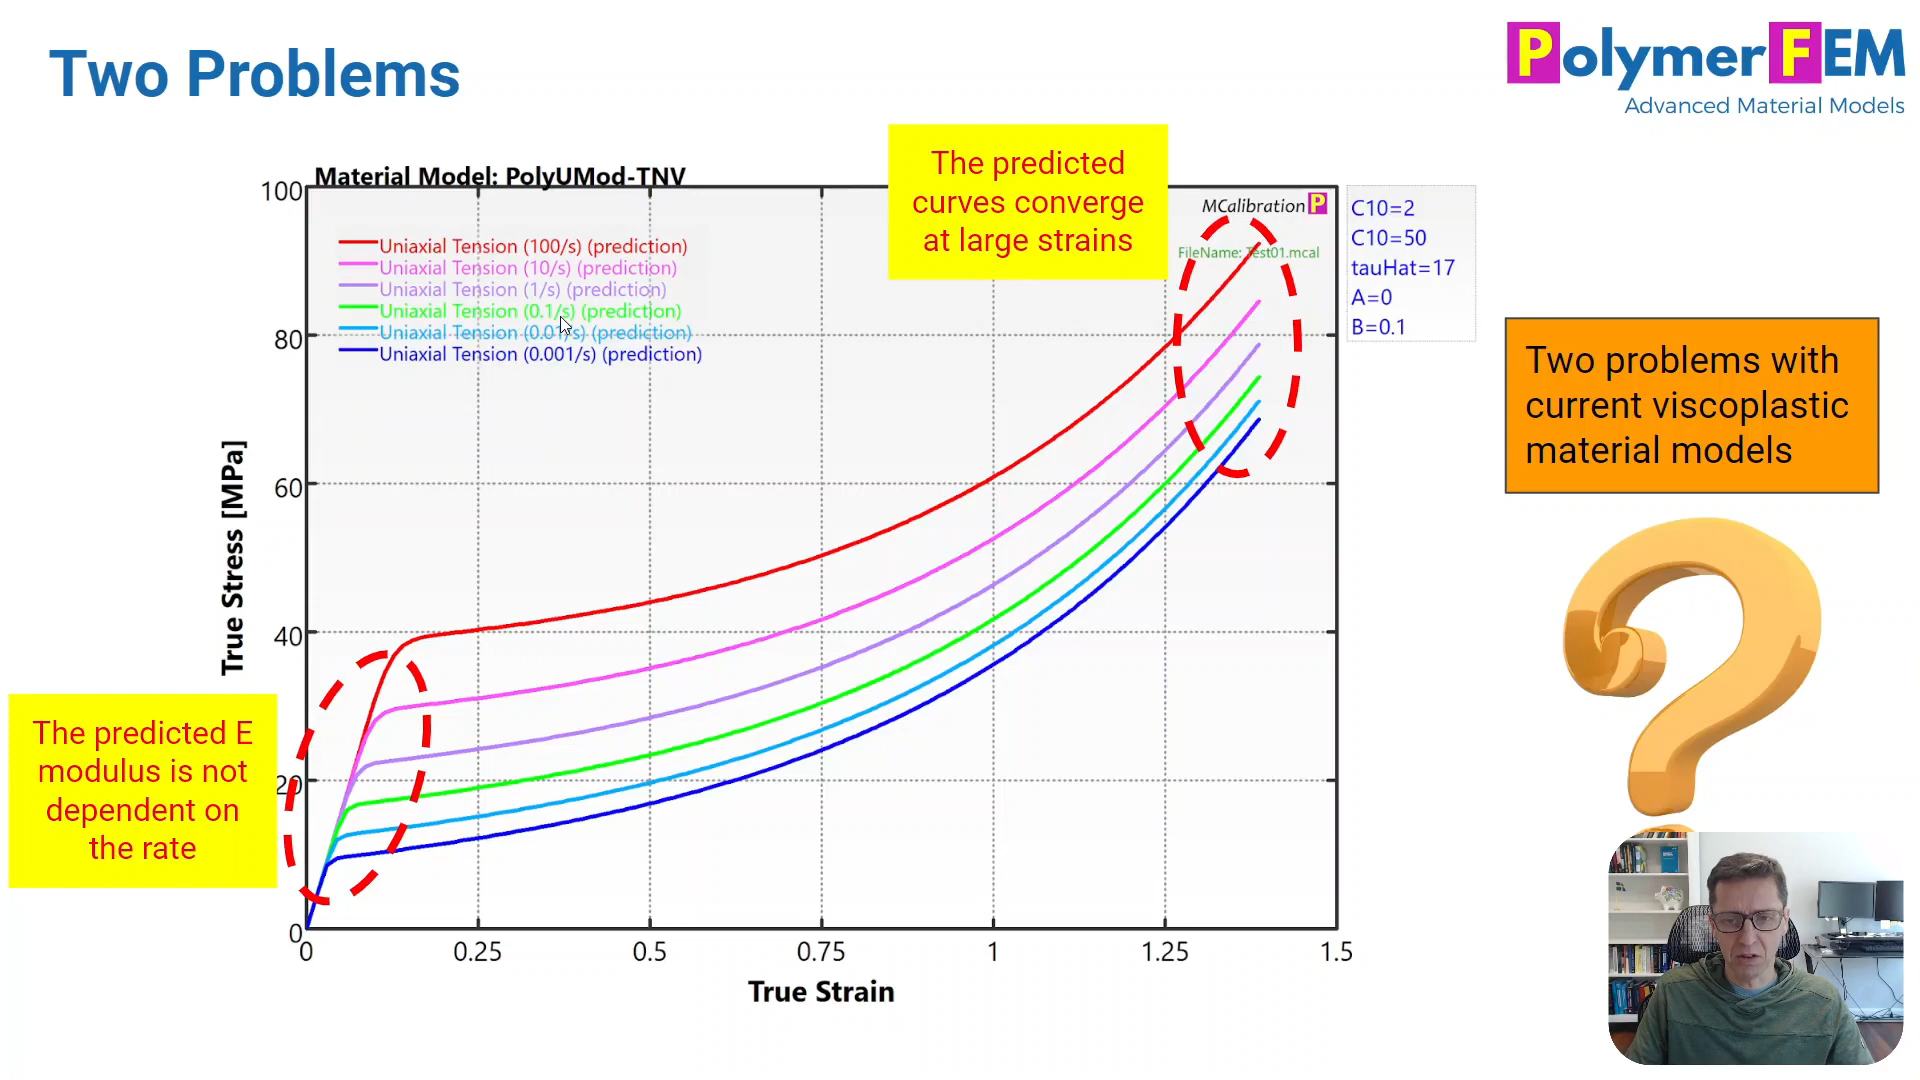 Two Problems
PolymerFEM
Advanced Material Models
The predicted
curves converge
at large strains
Material Model: PolyUMod-TNV
MCalibration P
FileName: Test01.mcal
Uniaxial Tension (100/s) (prediction)
Uniaxial Tension (10/s) (prediction)
Uniaxial Tension (1/s) (prediction)
Uniaxial Tension (0.1/s) (prediction)
Uniaxial Tension (0.01/s) (prediction)
Uniaxial Tension (0.001/s) (prediction)
C10=2
C10=50
tauHat=17
A=0
B=0.1
Two problems with
current viscoplastic
material models
The predicted E
modulus is not
dependent on
the rate
True Stress [MPa]
100
80
60
40
20
0
0 0.25 0.5 0.75 1 1.25 1.5
True Strain